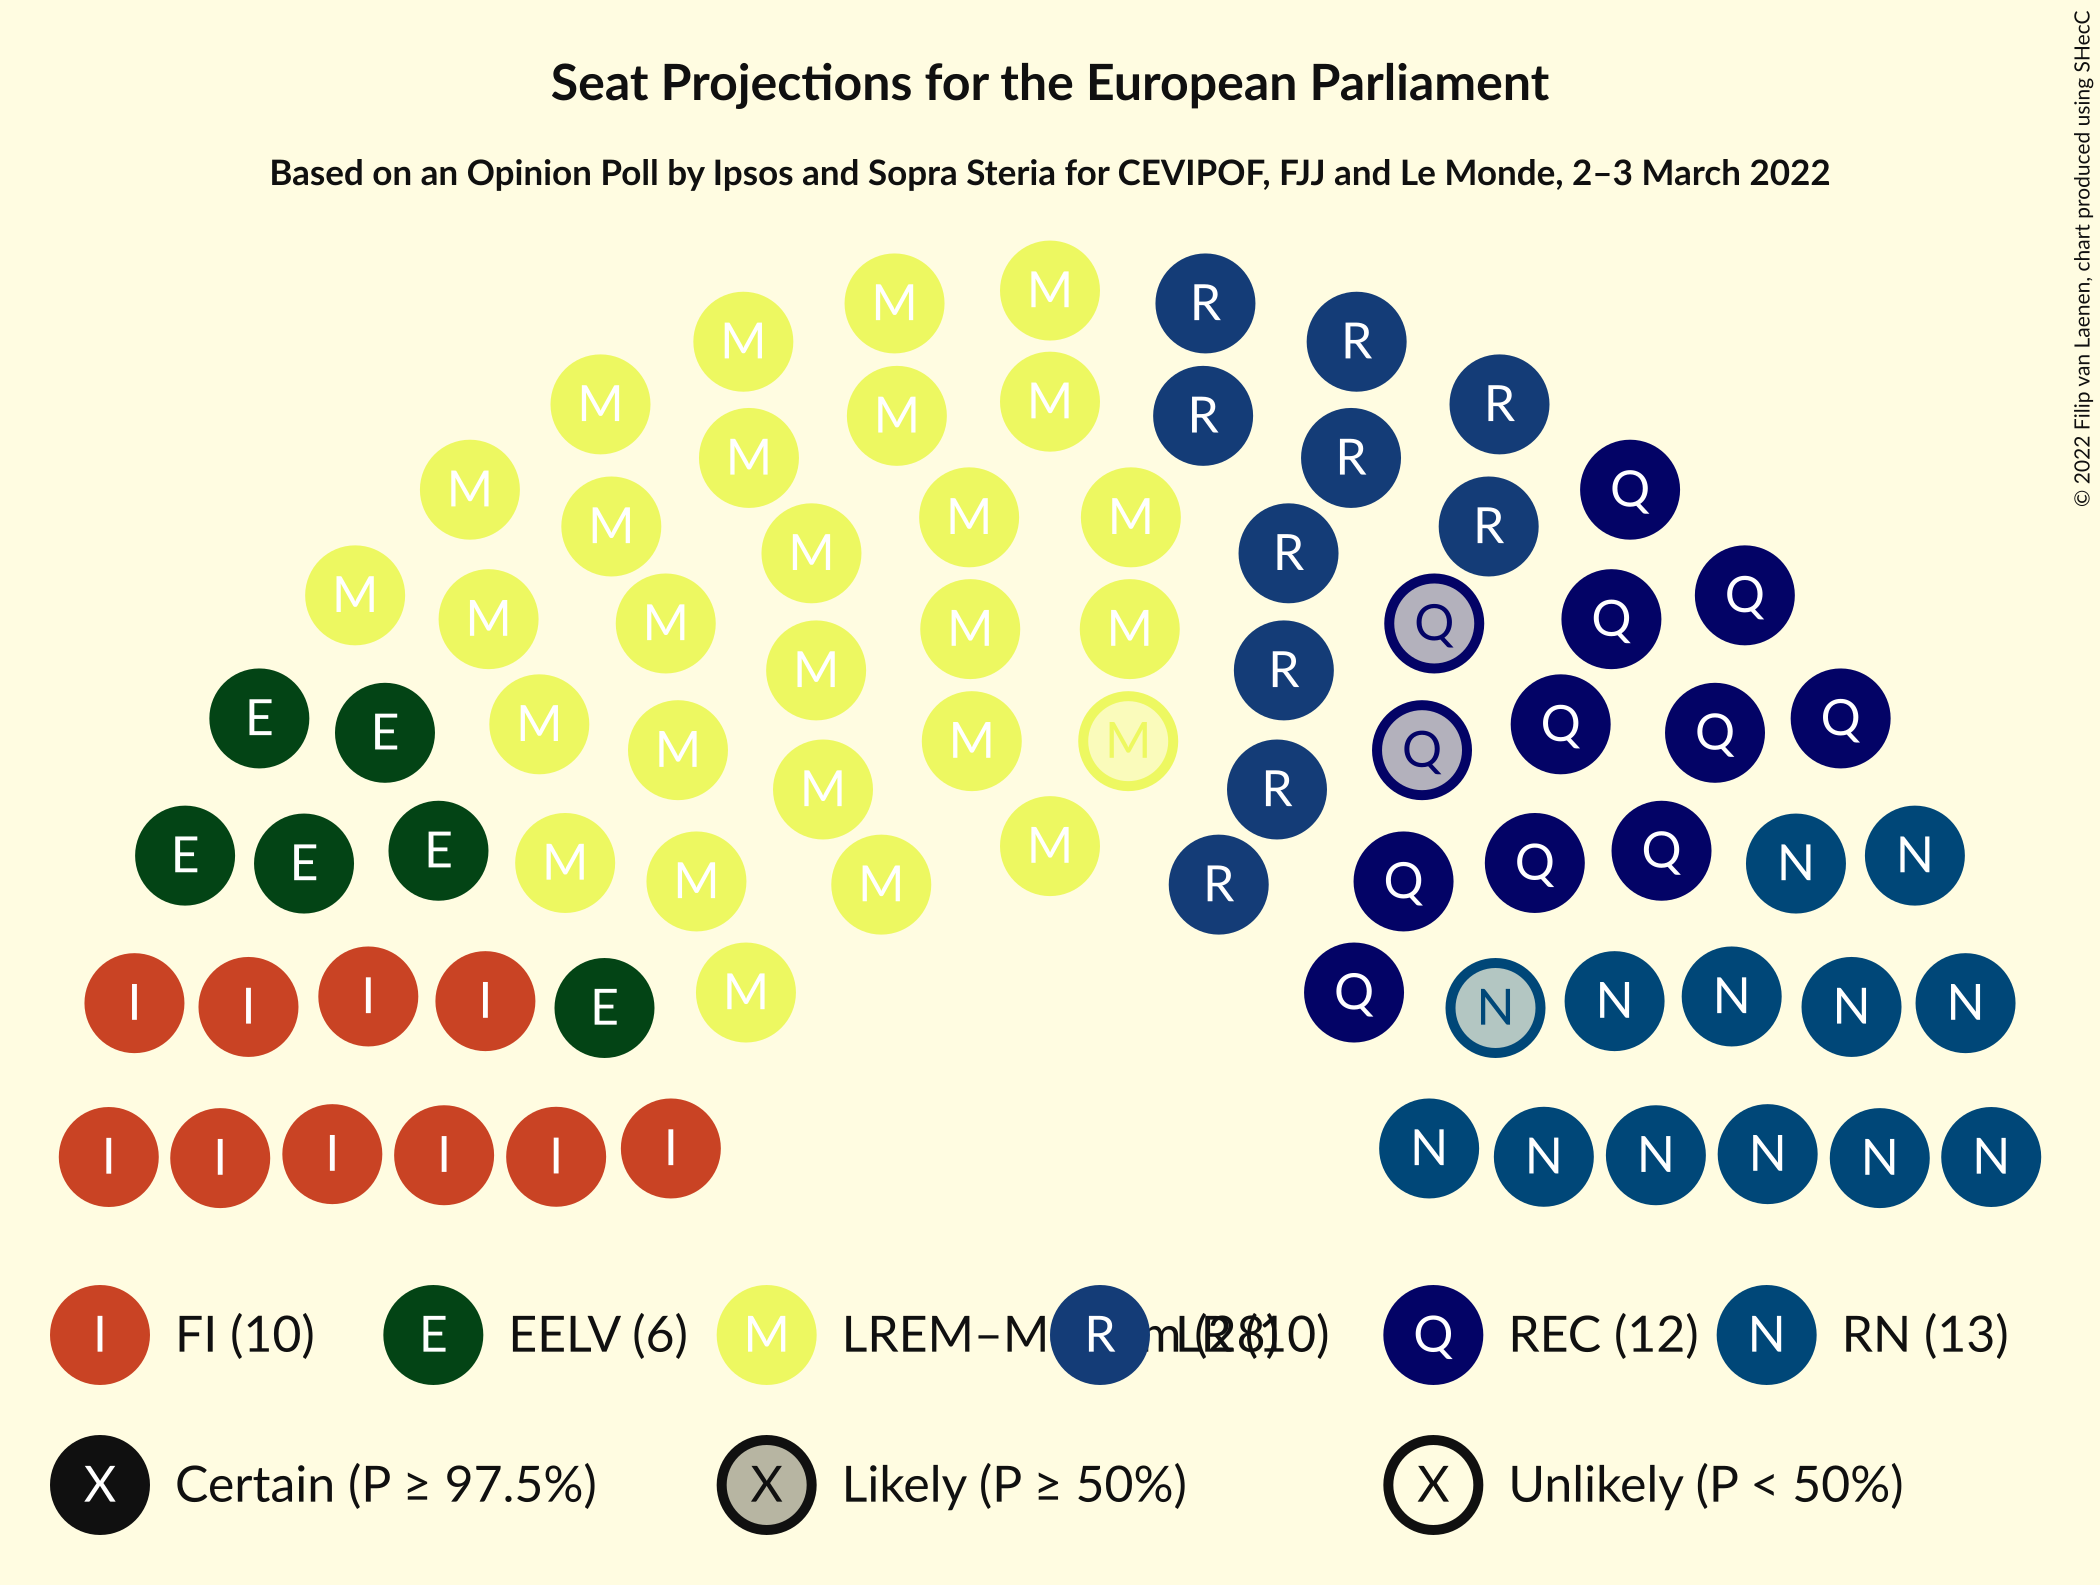 Seat Projections for the European Parliament
Based on an Opinion Poll by Ipsos and Sopra Steria for CEVIPOF, FJJ and Le Monde, 2–3 March 2022
© 2022 Filip van Laenen, chart produced using SHecC
M M M R R
M M M M R R R
M M M M M R R Q
M M M M M M R Q Q Q
E E M M M M M R Q Q Q Q
E E E M M M M M R R Q Q Q N N
I I I I E M Q N N N N N
I I I I I I N N N N N N
I FI (10) E EELV (6) M LREM–M R LR (10) Q REC (12) N RN (13)
X Certain (P ≥ 97.5%) X Likely (P ≥ 50%) X Unlikely (P < 50%)